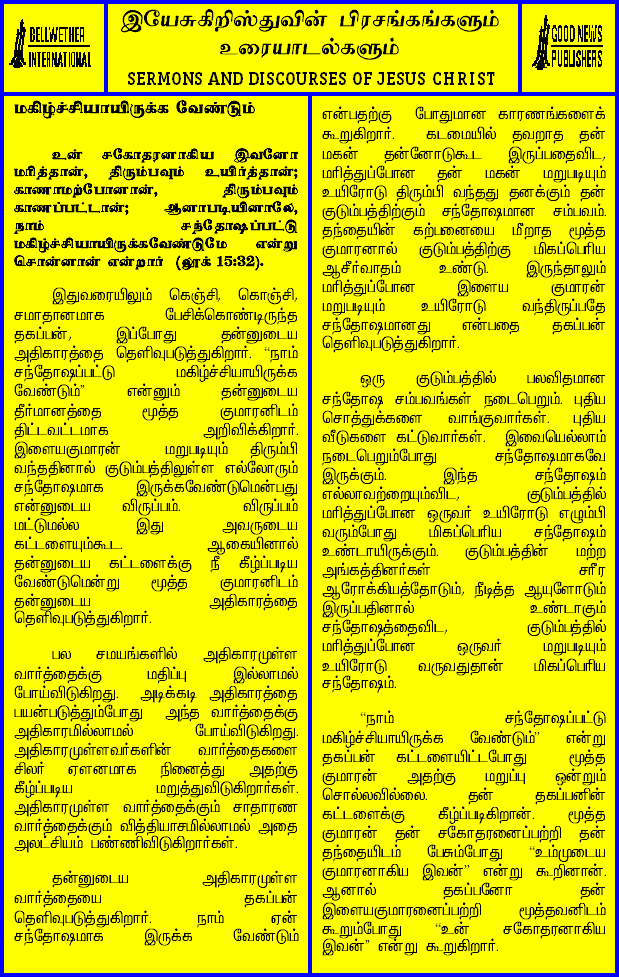 BELLWETHER
INTERNATIONAL
இயேசுகிறிஸ்துவின் பிரசங்கங்களும்
உரையாடல்களும்
SERMONS AND DISCOURSES OF JESUS CHRIST
GOOD NEWS
PUBLISHERS
மகிழ்ச்சியாயிருக்க வேண்டும்
உன் சகோதரனாகிய இவனோ
மரித்தான், திரும்பவும் உயிர்த்தான்;
காணாமற்போனான், திரும்பவும்
காணப்பட்டான்; ஆனாபடியினாலே,
நாம் சந்தோஷப்பட்டு
மகிழ்ச்சியாயிருக்கவேண்டுமே என்று
சொன்னான் என்றார் (லூக் 15:32).
இதுவரையிலும் கெஞ்சி, கொஞ்சி,
சமாதானமாக பேசிக்கொண்டிருந்த
தகப்பன், இப்போது தன்னுடைய
அதிகாரத்தை தெளிவுபடுத்துகிறார். “நாம்
சந்தோஷப்பட்டு மகிழ்ச்சியாயிருக்க
வேண்டும்” என்னும் தன்னுடைய
தீர்மானத்தை மூத்த குமாரனிடம்
திட்டவட்டமாக அறிவிக்கிறார்.
இளையகுமாரன் மறுபடியும் திரும்பி
வந்ததினால் குடும்பத்திலுள்ள எல்லோரும்
சந்தோஷமாக இருக்கவேண்டுமென்பது
என்னுடைய விருப்பம். விருப்பம்
மட்டுமல்ல இது அவருடைய
கட்டளையும்கூட. ஆகையினால்
தன்னுடைய கட்டளைக்கு நீ கீழ்ப்படிய
வேண்டுமென்று மூத்த குமாரனிடம்
தன்னுடைய அதிகாரத்தை
தெளிவுபடுத்துகிறார்.
பல சமயங்களில் அதிகாரமுள்ள
வார்த்தைக்கு மதிப்பு இல்லாமல்
போய்விடுகிறது. அடிக்கடி அதிகாரத்தை
பயன்படுத்தும்போது அந்த வார்த்தைக்கு
அதிகாரமில்லாமல் போய்விடுகிறது.
அதிகாரமுள்ளவர்களின் வார்த்தைகளை
சிலர் ஏளனமாக நினைத்து அதற்கு
கீழ்ப்படிய மறுத்துவிடுகிறார்கள்.
அதிகாரமுள்ள வார்த்தைக்கும் சாதாரண
வார்த்தைக்கும் வித்தியாசமில்லாமல் அதை
அலட்சியம் பண்ணிவிடுகிறார்கள்.
தன்னுடைய அதிகாரமுள்ள
வார்த்தையை தகப்பன்
தெளிவுபடுத்துகிறார். நாம் ஏன்
சந்தோஷமாக இருக்க வேண்டும்
என்பதற்கு போதுமான காரணங்களைக்
கூறுகிறார். கடமையில் தவறாத தன்
மகன் தன்னோடுகூட இருப்பதைவிட,
மரித்துப்போன தன் மகன் மறுபடியும்
உயிரோடு திரும்பி வந்தது தனக்கும் தன்
குடும்பத்திற்கும் சந்தோஷமான சம்பவம்.
தந்தையின் கற்பனையை மீறாத மூத்த
குமாரனால் குடும்பத்திற்கு மிகப்பெரிய
ஆசீர்வாதம் உண்டு. இருந்தாலும்
மரித்துப்போன இளைய குமாரன்
மறுபடியும் உயிரோடு வந்திருப்பதே
சந்தோஷமானது என்பதை தகப்பன்
தெளிவுபடுத்துகிறார்.
ஒரு குடும்பத்தில் பலவிதமான
சந்தோஷ சம்பவங்கள் நடைபெறும். புதிய
சொத்துக்களை வாங்குவார்கள். புதிய
வீடுகளை கட்டுவார்கள். இவையெல்லாம்
நடைபெறும்போது சந்தோஷமாகவே
இருக்கும். இந்த சந்தோஷம்
எல்லாவற்றையும்விட, குடும்பத்தில்
மரித்துப்போன ஒருவர் உயிரோடு எழும்பி
வரும்போது மிகப்பெரிய சந்தோஷம்
உண்டாயிருக்கும். குடும்பத்தின் மற்ற
அங்கத்தினர்கள் சரீர
ஆரோக்கியத்தோடும், நீடித்த ஆயுளோடும்
இருப்பதினால் உண்டாகும்
சந்தோஷத்தைவிட, குடும்பத்தில்
மரித்துப்போன ஒருவர் மறுபடியும்
உயிரோடு வருவதுதான் மிகப்பெரிய
சந்தோஷம்.
“நாம் சந்தோஷப்பட்டு
மகிழ்ச்சியாயிருக்க வேண்டும்” என்று
தகப்பன் கட்டளையிட்டபோது மூத்த
குமாரன் அதற்கு மறுப்பு ஒன்றும்
சொல்லவில்லை. தன் தகப்பனின்
கட்டளைக்கு கீழ்ப்படிகிறான். மூத்த
குமாரன் தன் சகோதரனைப்பற்றி தன்
தந்தையிடம் பேசும்போது “உம்முடைய
குமாரனாகிய இவன்” என்று கூறினான்.
ஆனால் தகப்பனோ தன்
இளையகுமாரனைப்பற்றி மூத்தவனிடம்
கூறும்போது “உன் சகோதரனாகிய
இவன்” என்று கூறுகிறார்.